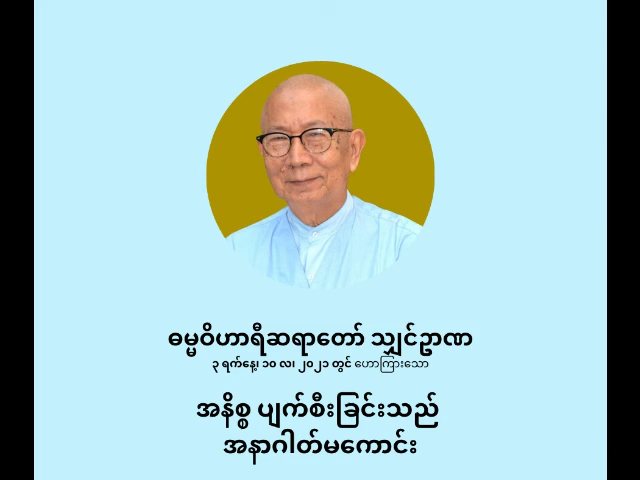 ဓမ္မဝိဟာရီဆရာတော် သျှင်ဥာဏ
၃ ရက်နေ့၊ ၁၀ လ၊ ၂၀၂၁ တွင် ဟောကြားသော
အနိစ္စ ပျက်စီးခြင်းသည်
အနာဂါတ်မကောင်း